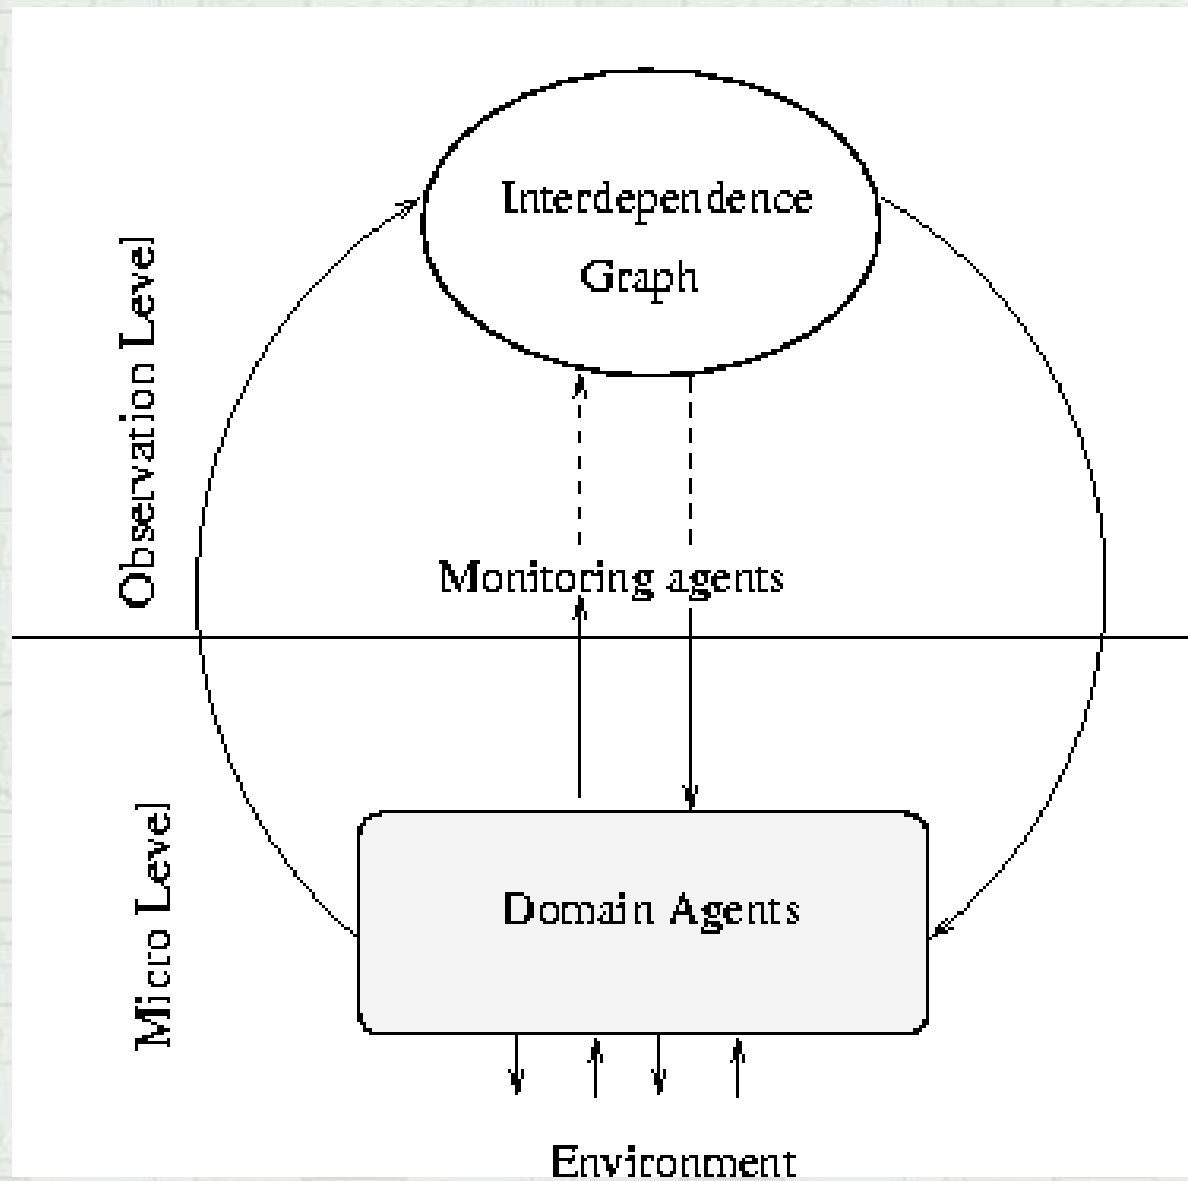 Interdependence
Graph
Observation Level
Monitoring agents
Micro Level
Domain Agents
Environment